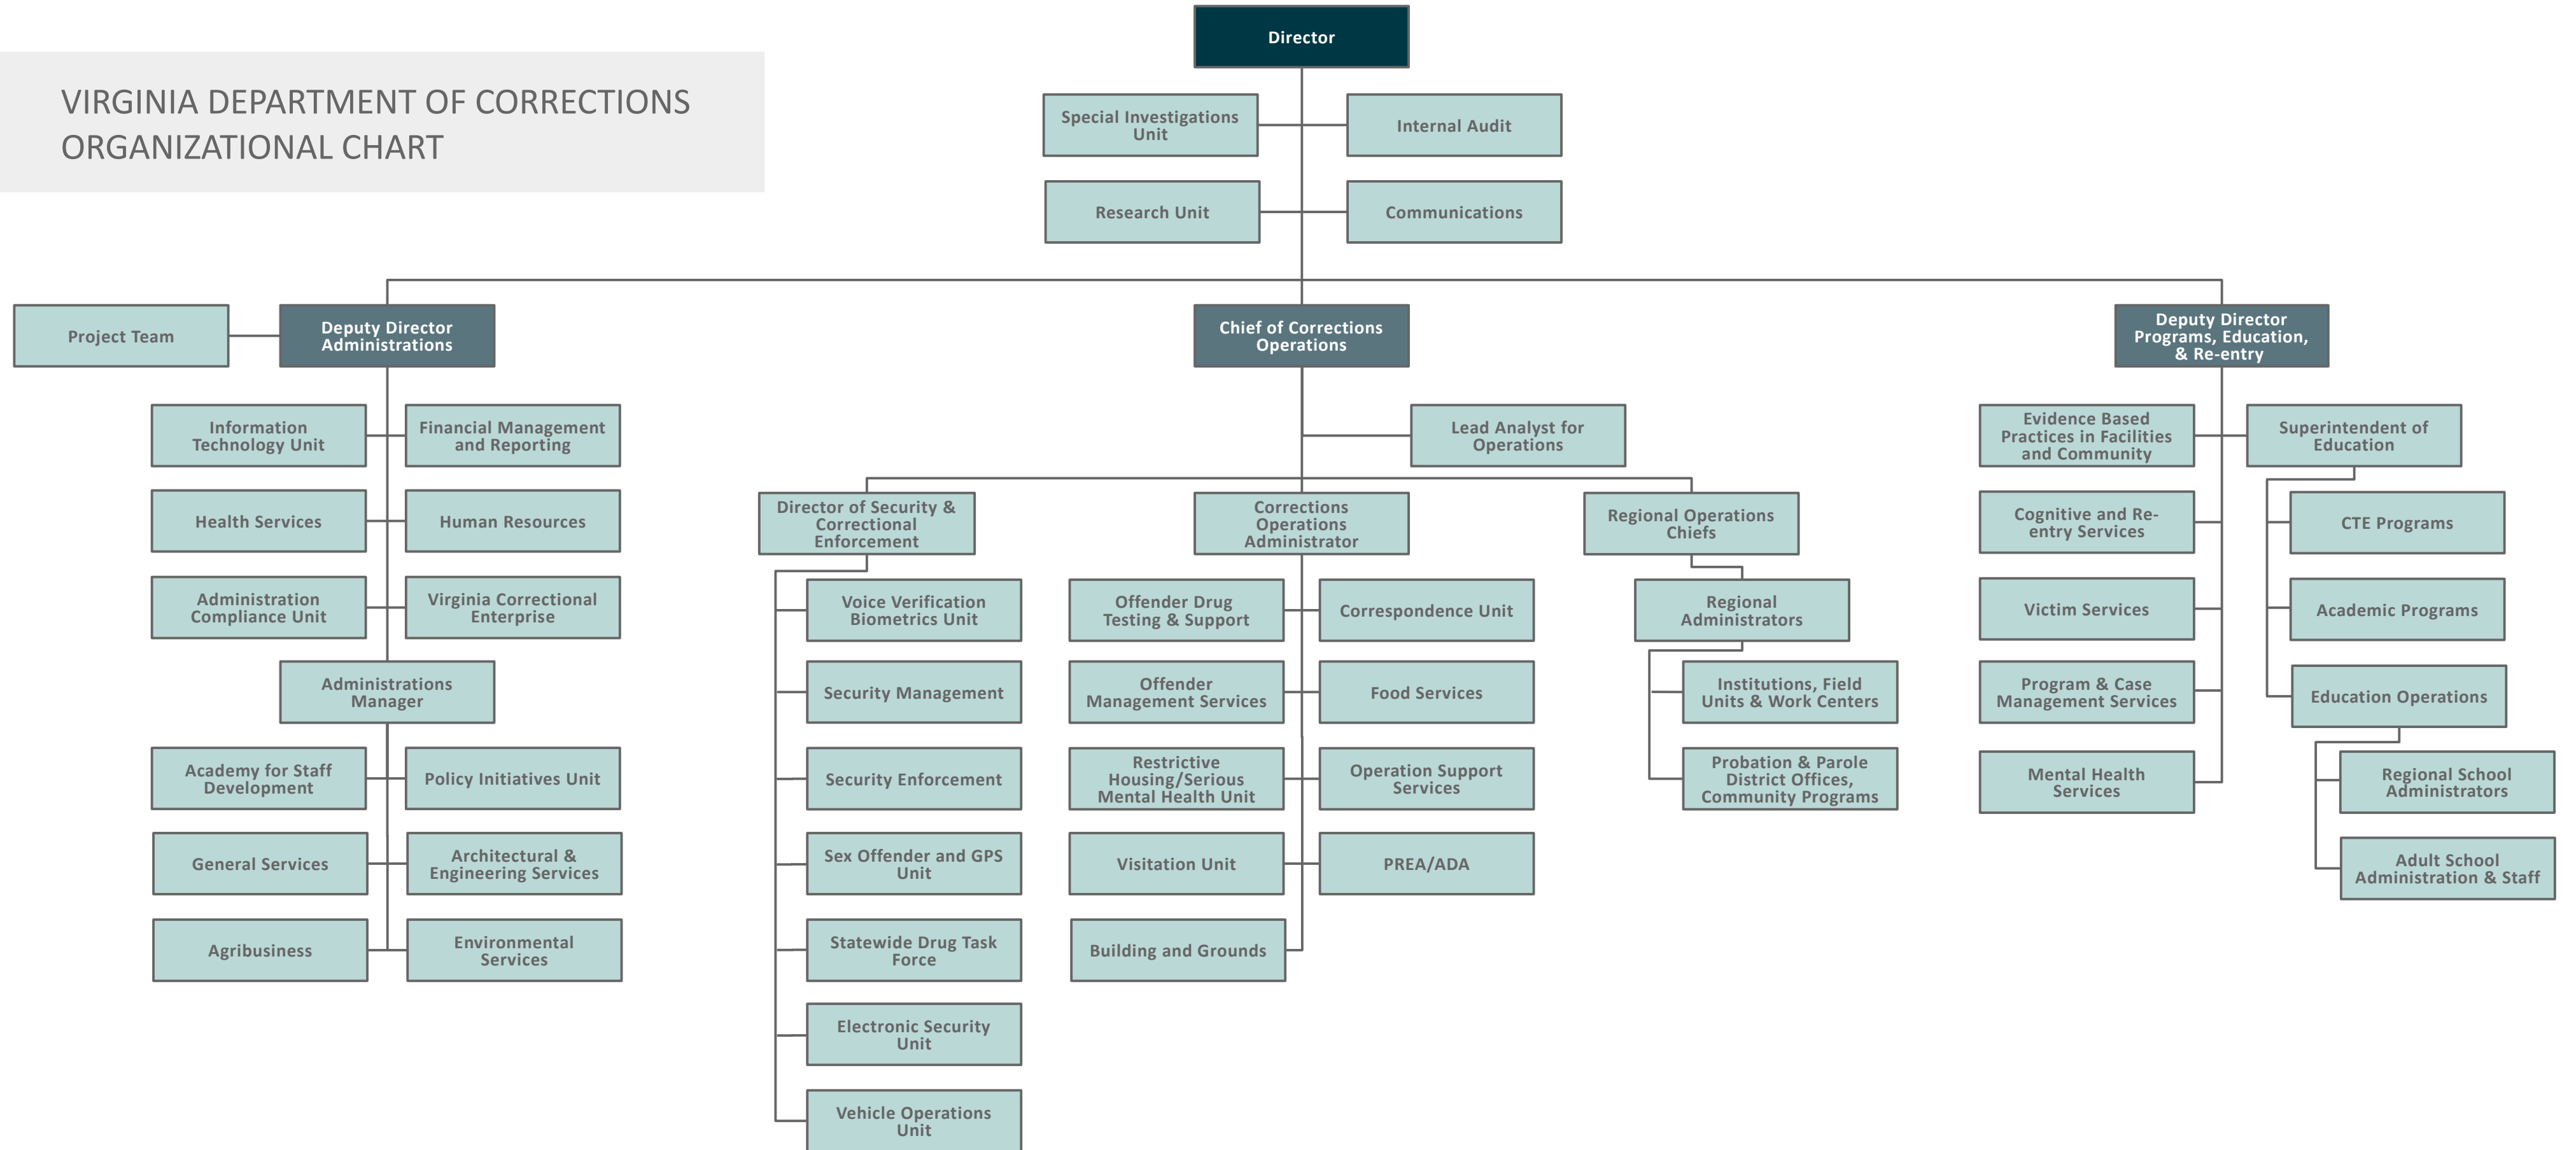 Director
VIRGINIA DEPARTMENT OF CORRECTIONS
ORGANIZATIONAL CHART
Special Investigations
Unit
Internal Audit
Research Unit
Communications
Project Team
Deputy Director
Administrations
Chief of Corrections
Operations
Deputy Director
Programs, Education,
& Re-entry
Information
Technology Unit
Financial Management
and Reporting
Health Services
Human Resources
Administration
Compliance Unit
Virginia Correctional
Enterprise
Administrations
Manager
Academy for Staff
Development
Policy Initiatives Unit
General Services
Architectural &
Engineering Services
Agribusiness
Environmental
Services
Lead Analyst for
Operations
Director of Security &
Correctional
Enforcement
Voice Verification
Biometrics Unit
Security Management
Security Enforcement
Sex Offender and GPS
Unit
Statewide Drug Task
Force
Electronic Security
Unit
Vehicle Operations
Unit
Corrections
Operations
Administrator
Offender Drug
Testing & Support
Correspondence Unit
Offender
Management Services
Food Services
Restrictive
Housing/Serious
Mental Health Unit
Operation Support
Services
Visitation Unit
PREA/ADA
Building and Grounds
Regional Operations
Chiefs
Regional
Administrators
Institutions, Field
Units & Work Centers
Probation & Parole
District Offices,
Community Programs
Evidence Based
Practices in Facilities
and Community
Superintendent of
Education
Cognitive and Re-
entry Services
CTE Programs
Victim Services
Academic Programs
Program & Case
Management Services
Education Operations
Mental Health
Services
Regional School
Administrators
Adult School
Administration & Staff